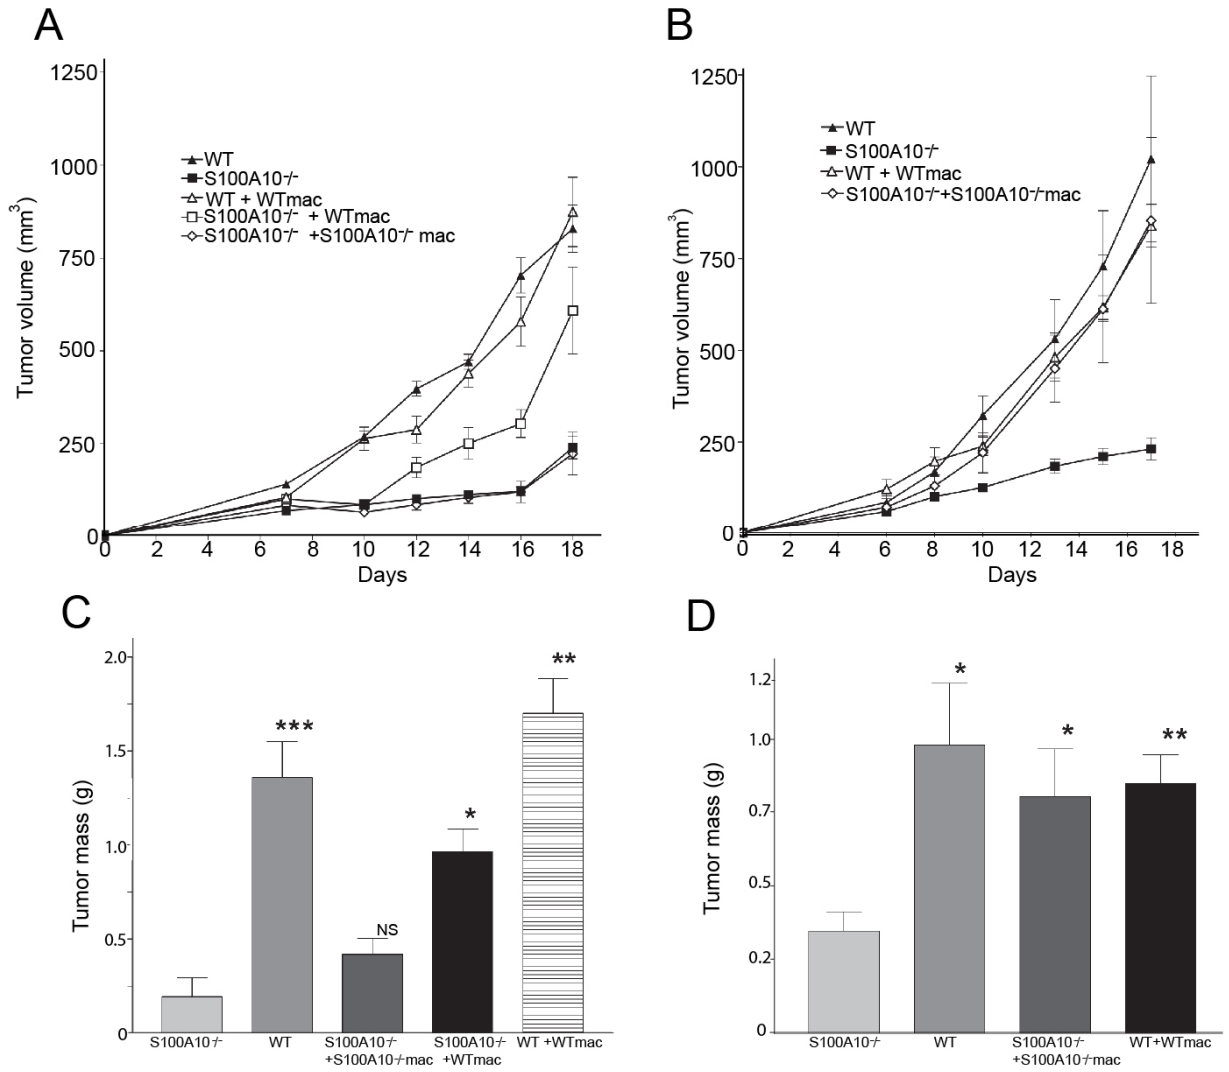 A
1250
1000
750
500
250
0
Tumor volume (mm³)
WT
S100A10⁻/⁻
WT + WTmac
S100A10⁻/⁻ + WTmac
S100A10⁻/⁻ +S100A10⁻/⁻ mac
0 2 4 6 8 10 12 14 16 18
Days
B
1250
1000
750
500
250
0
Tumor volume (mm³)
WT
S100A10⁻/⁻
WT + WTmac
S100A10⁻/⁻+S100A10⁻/⁻mac
0 2 4 6 8 10 12 14 16 18
Days
C
2.0
1.5
1.0
0.5
0
Tumor mass (g)
***
NS
*
**
S100A10⁻/⁻
WT
S100A10⁻/⁻
+S100A10⁻/⁻mac
S100A10⁻/⁻
+WTmac
WT +WTmac
D
1.2
1.0
0.7
0.5
0.2
0
Tumor mass (g)
*
*
**
S100A10⁻/⁻
WT
S100A10⁻/⁻
+S100A10⁻/⁻mac
WT+WTmac